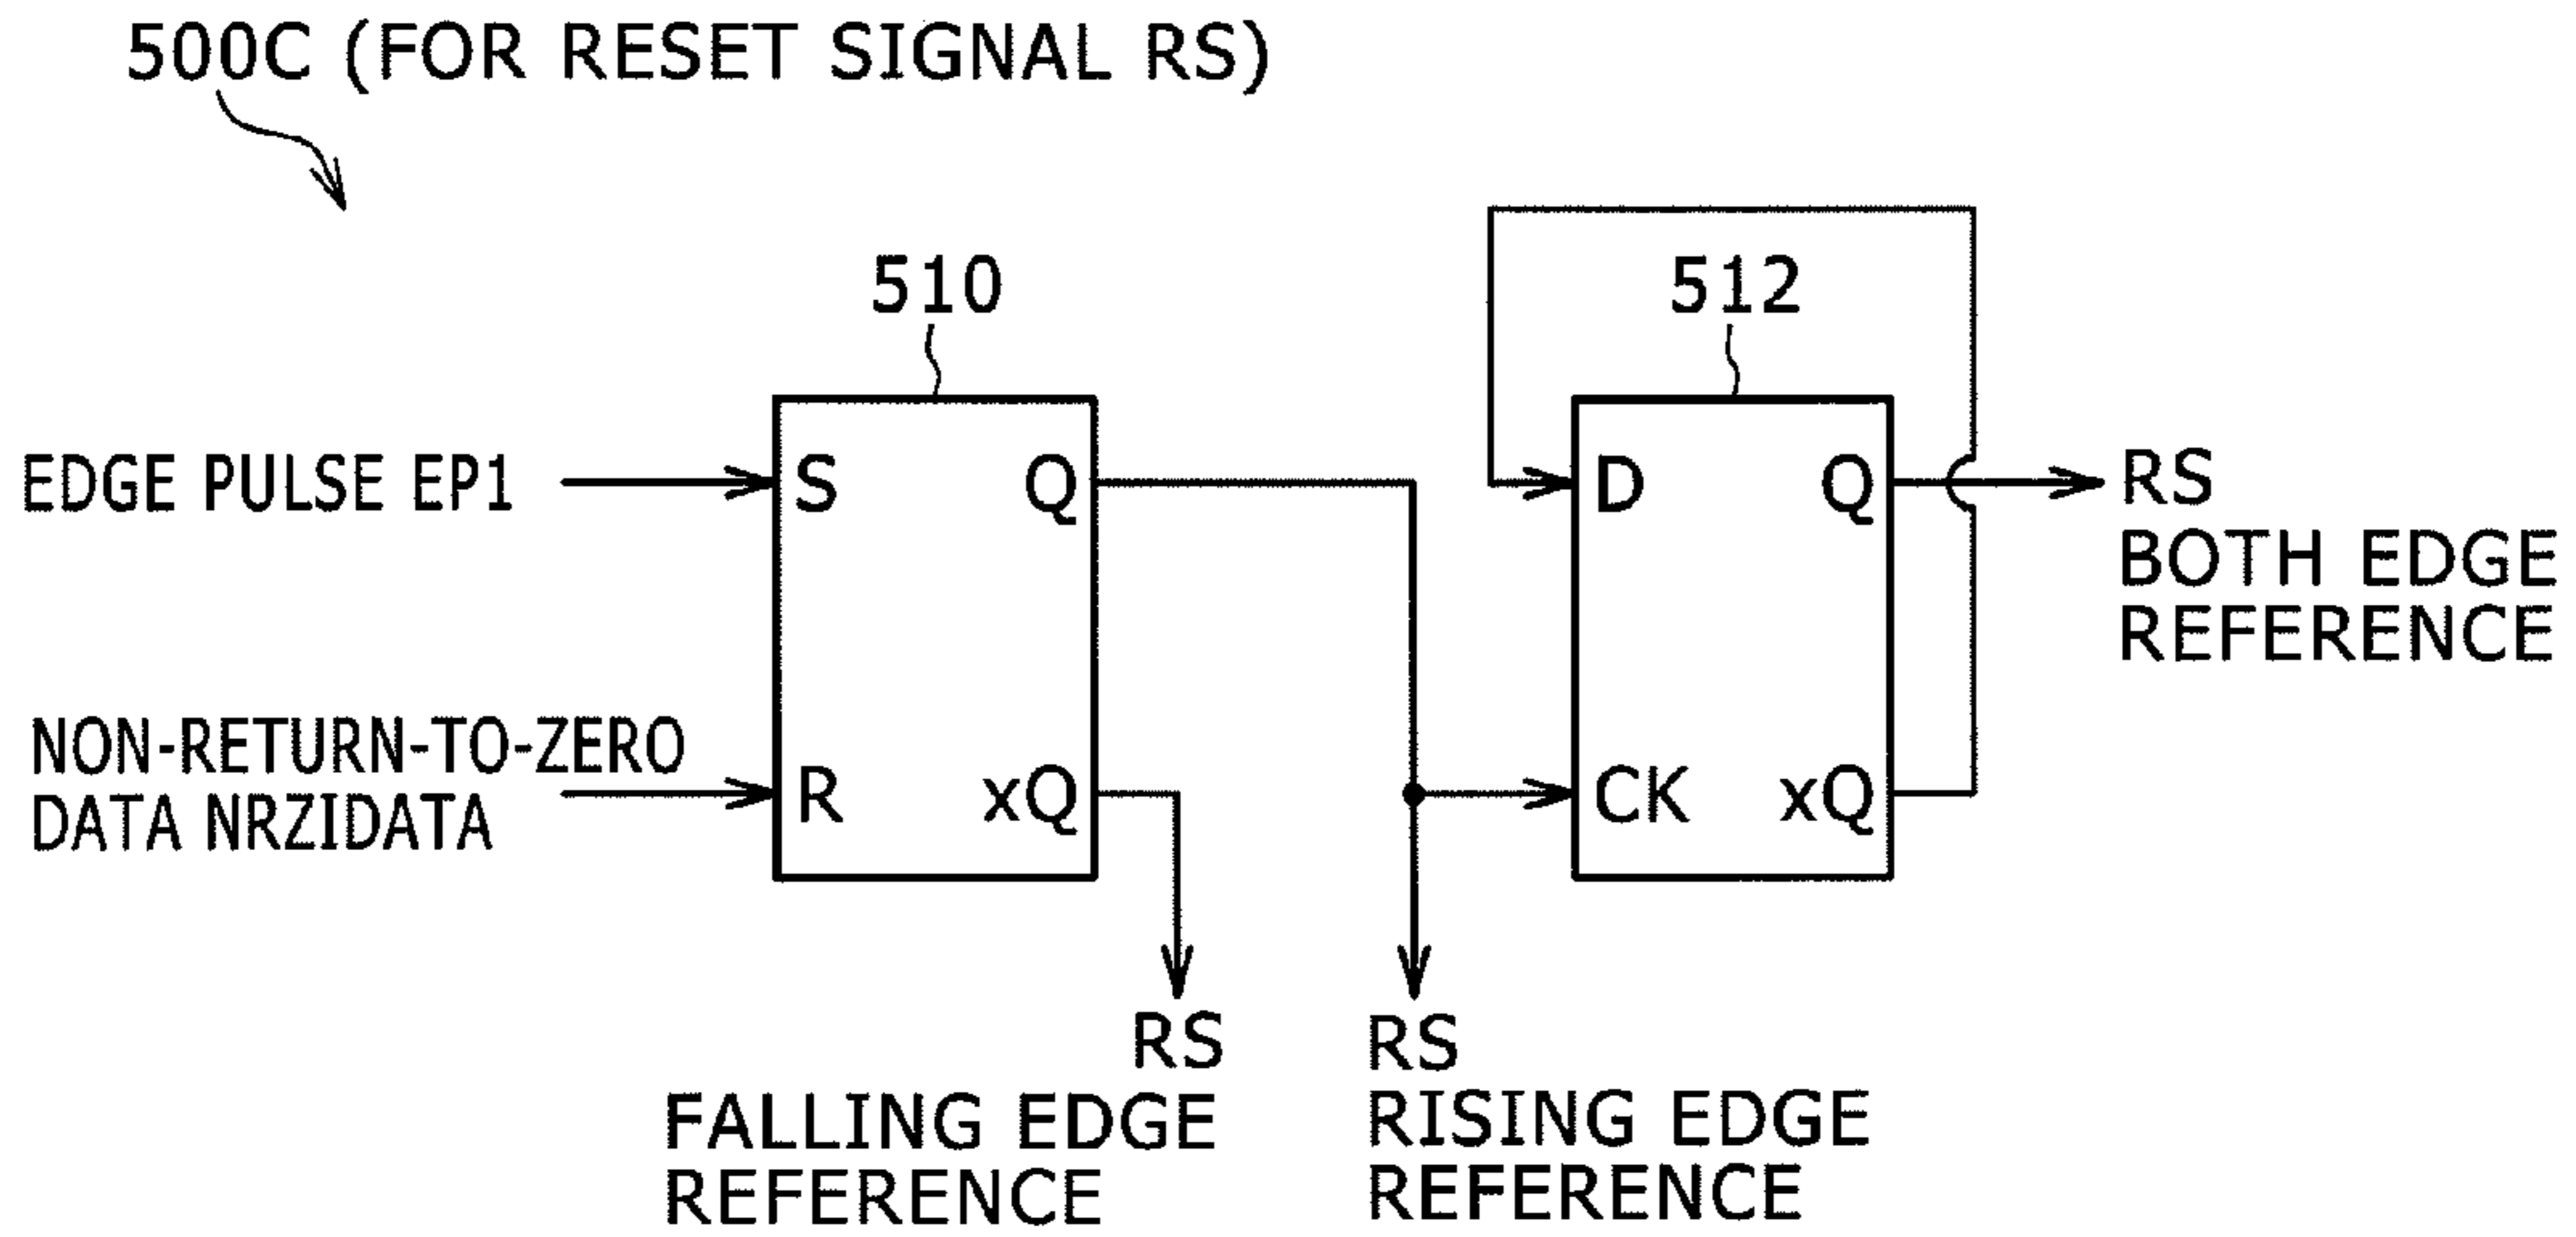 500C (FOR RESET SIGNAL RS)
510
512
EDGE PULSE EP1
S
Q
D
Q
RS
BOTH EDGE
REFERENCE
NON-RETURN-TO-ZERO
DATA NRZIDATA
R
xQ
CK
xQ
RS
FALLING EDGE
REFERENCE
RS
RISING EDGE
REFERENCE